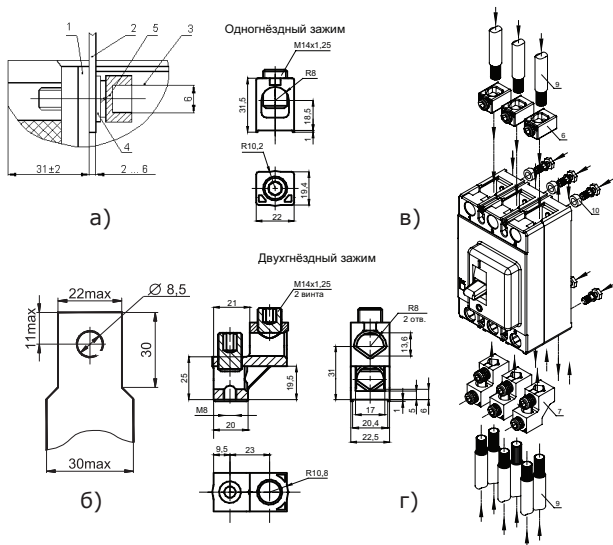 1
2
5
3
6
4
31±2
2 ... 6
а)
Одногнёздный зажим
M14x1,25
R8
31,5
18,5
1
R10,2
19,4
22
в)
9
6
10
7
9
Двухгнёздный зажим
22max
Ø 8,5
11max
30
30max
б)
M14x1,25
2 винта
21
25
19,5
M8
20
R8
2 отв.
13,6
31
17
20,4
22,5
1
5
6
9,5
23
R10,8
г)